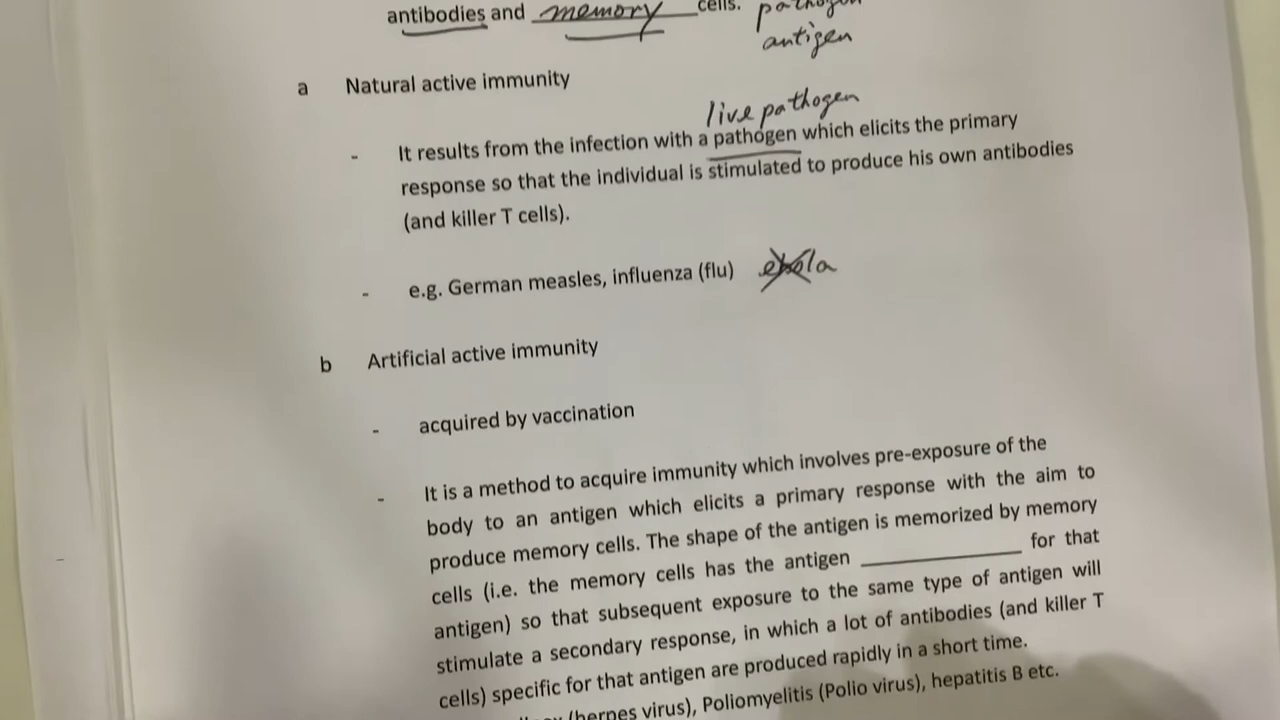 antibodies and memory cells. pathogen
antigen
a Natural active immunity
live pathogen
- It results from the infection with a pathogen which elicits the primary
response so that the individual is stimulated to produce his own antibodies
(and killer T cells).
- e.g. German measles, influenza (flu) ebola
b Artificial active immunity
- acquired by vaccination
- It is a method to acquire immunity which involves pre-exposure of the
body to an antigen which elicits a primary response with the aim to
produce memory cells. The shape of the antigen is memorized by memory
cells (i.e. the memory cells has the antigen ____________ for that
antigen) so that subsequent exposure to the same type of antigen will
stimulate a secondary response, in which a lot of antibodies (and killer T
cells) specific for that antigen are produced rapidly in a short time.
(herpes virus), Poliomyelitis (Polio virus), hepatitis B etc.